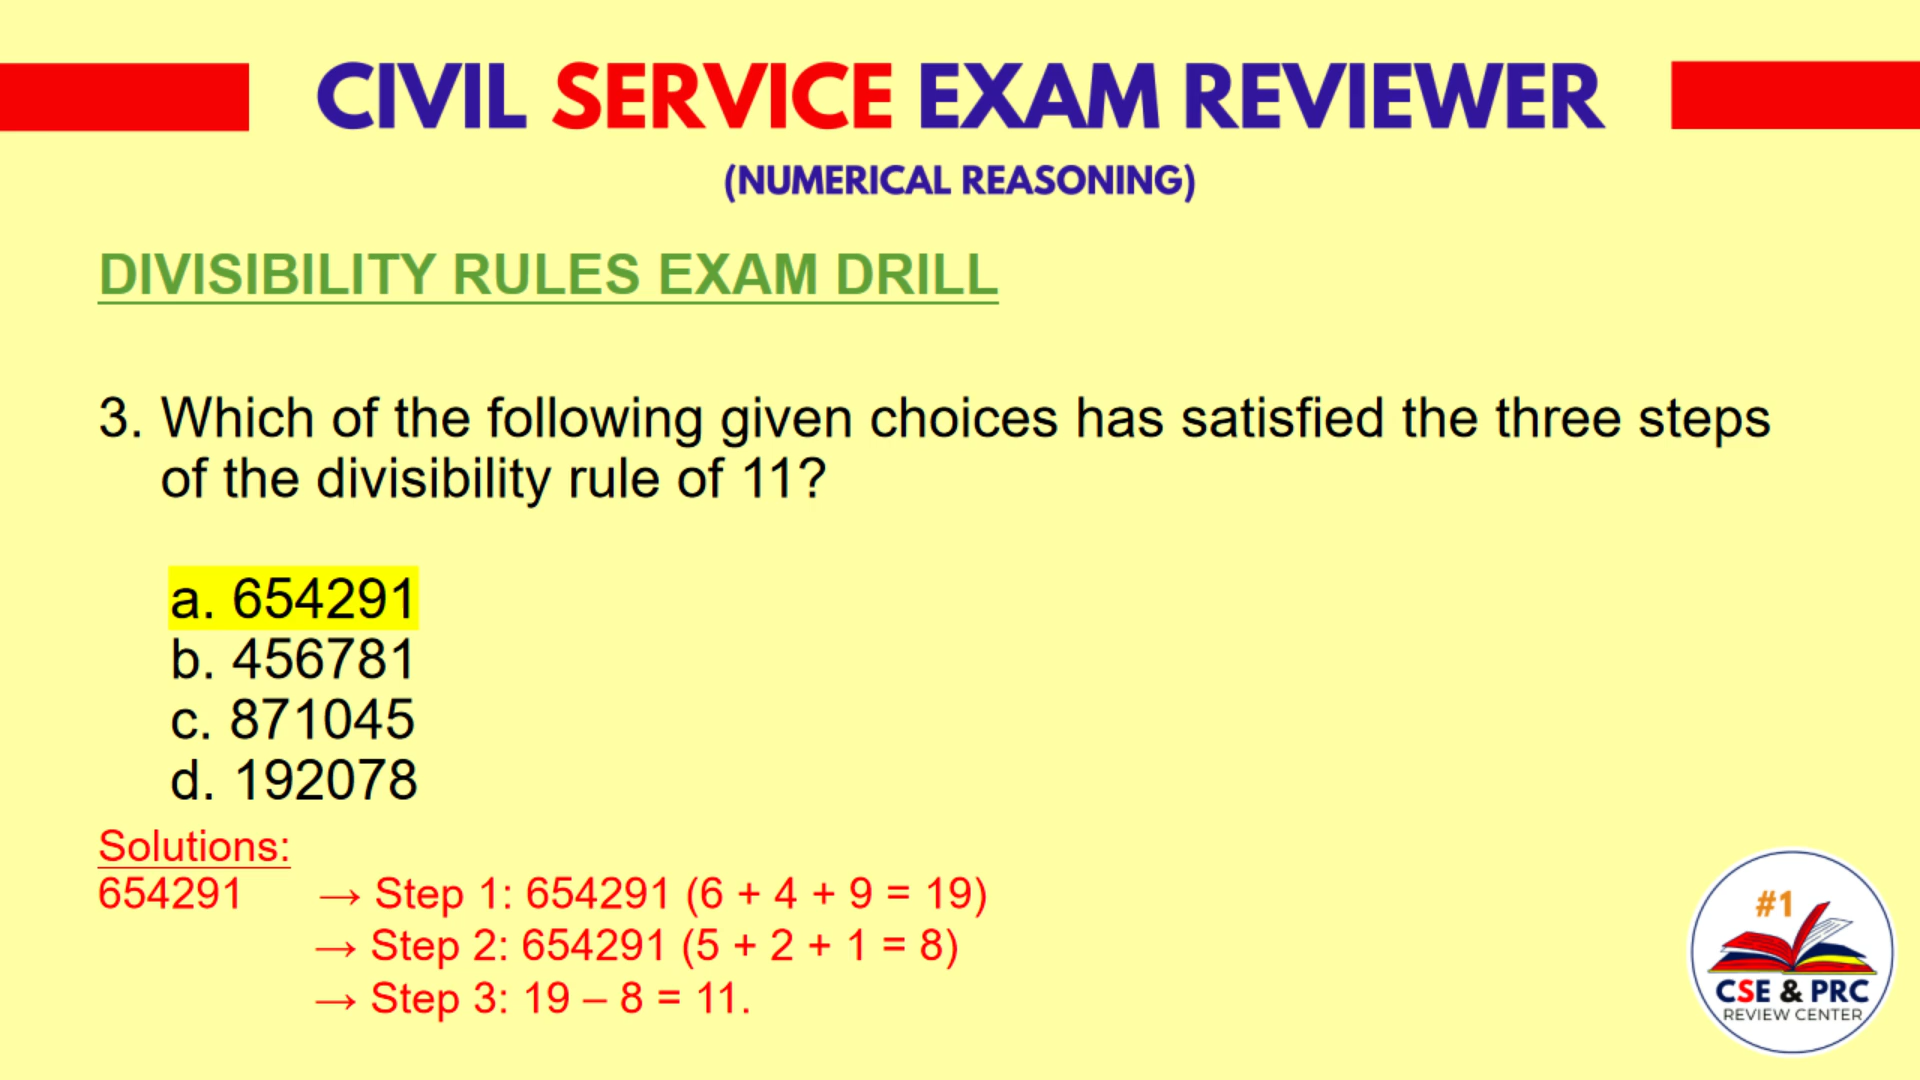 CIVIL SERVICE EXAM REVIEWER
(NUMERICAL REASONING)
DIVISIBILITY RULES EXAM DRILL
3. Which of the following given choices has satisfied the three steps
of the divisibility rule of 11?
a. 654291
b. 456781
c. 871045
d. 192078
Solutions:
654291 → Step 1: 654291 (6 + 4 + 9 = 19)
→ Step 2: 654291 (5 + 2 + 1 = 8)
→ Step 3: 19 – 8 = 11.
#1
CSE & PRC
REVIEW CENTER